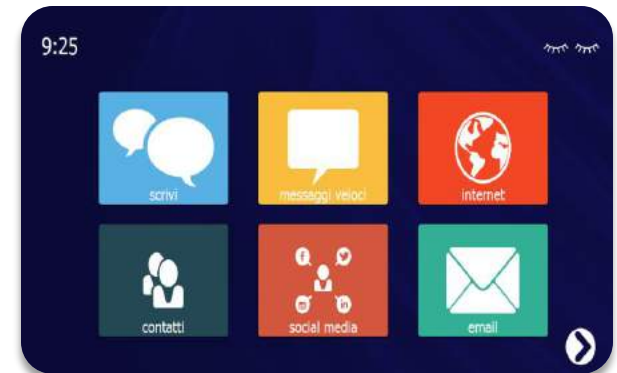 9:25
scrivi
messaggi veloci
internet
contatti
social media
email